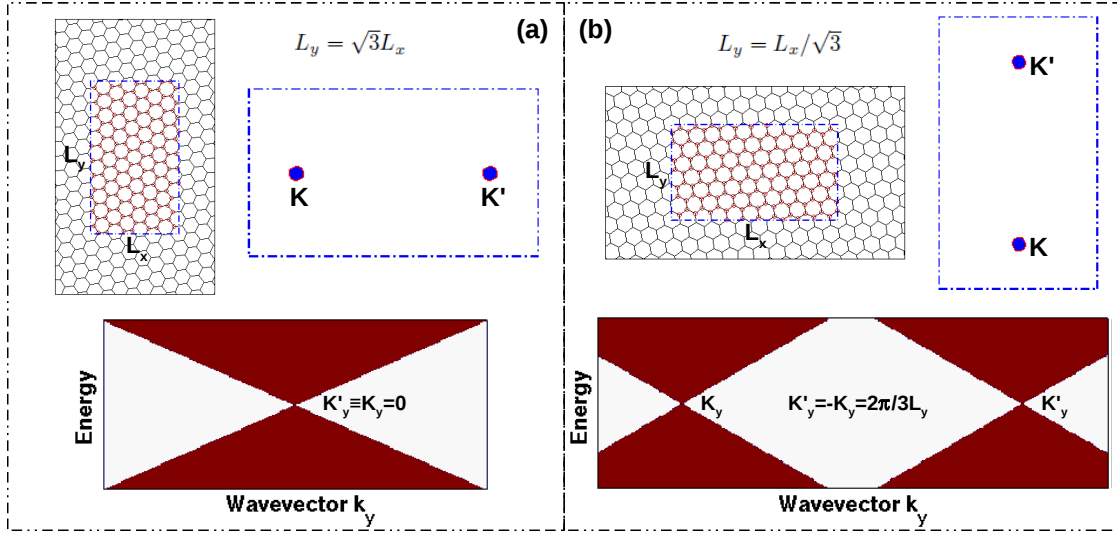 (a)
L_y = √3L_x
L_y
L_x
K
K'
Energy
K'_y≡K_y=0
Wavevector k_y
(b)
L_y = L_x/√3
L_y
L_x
K'
K
Energy
K_y
K'_y=-K_y=2π/3L_y
K'_y
Wavevector k_y